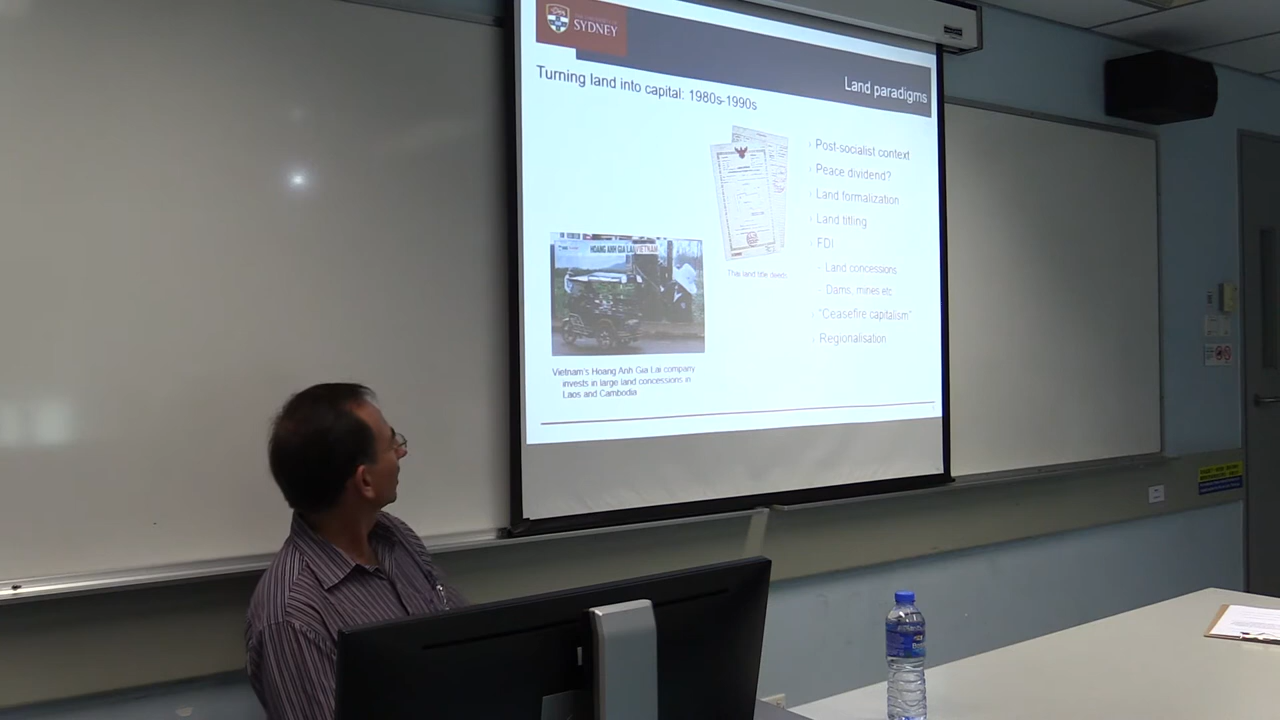 SYDNEY
Land paradigms
Turning land into capital: 1980s-1990s
Post-socialist context
Peace dividend?
Land formalization
Land titling
FDI
Land concessions
Dams, mines etc
"Ceasefire capitalism"
Regionalisation
Thai land title deeds
HOANG ANH GIA LAI VIETNAM
Vietnam's Hoang Anh Gia Lai company
invests in large land concessions in
Laos and Cambodia